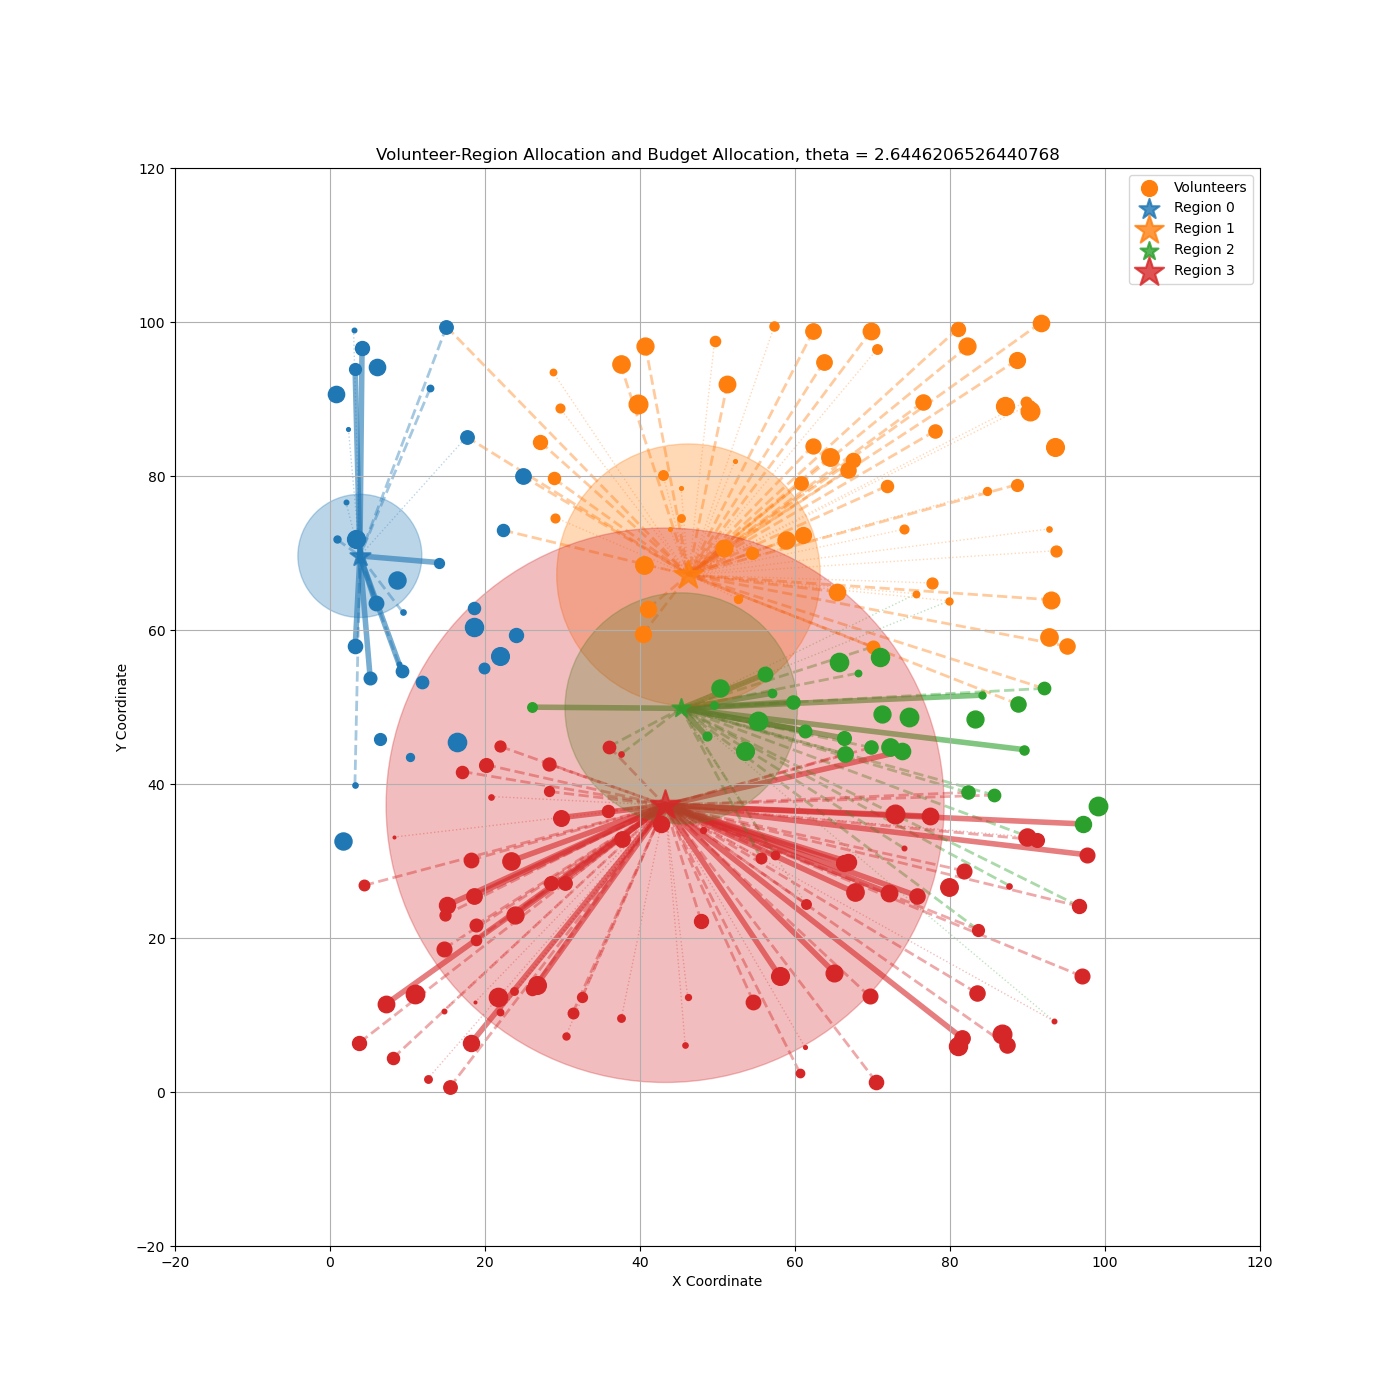 Volunteer-Region Allocation and Budget Allocation, theta = 2.6446206526440768
120
100
80
60
40
20
0
−20
Y Coordinate
Volunteers
Region 0
Region 1
Region 2
Region 3
−20 0 20 40 60 80 100 120
X Coordinate